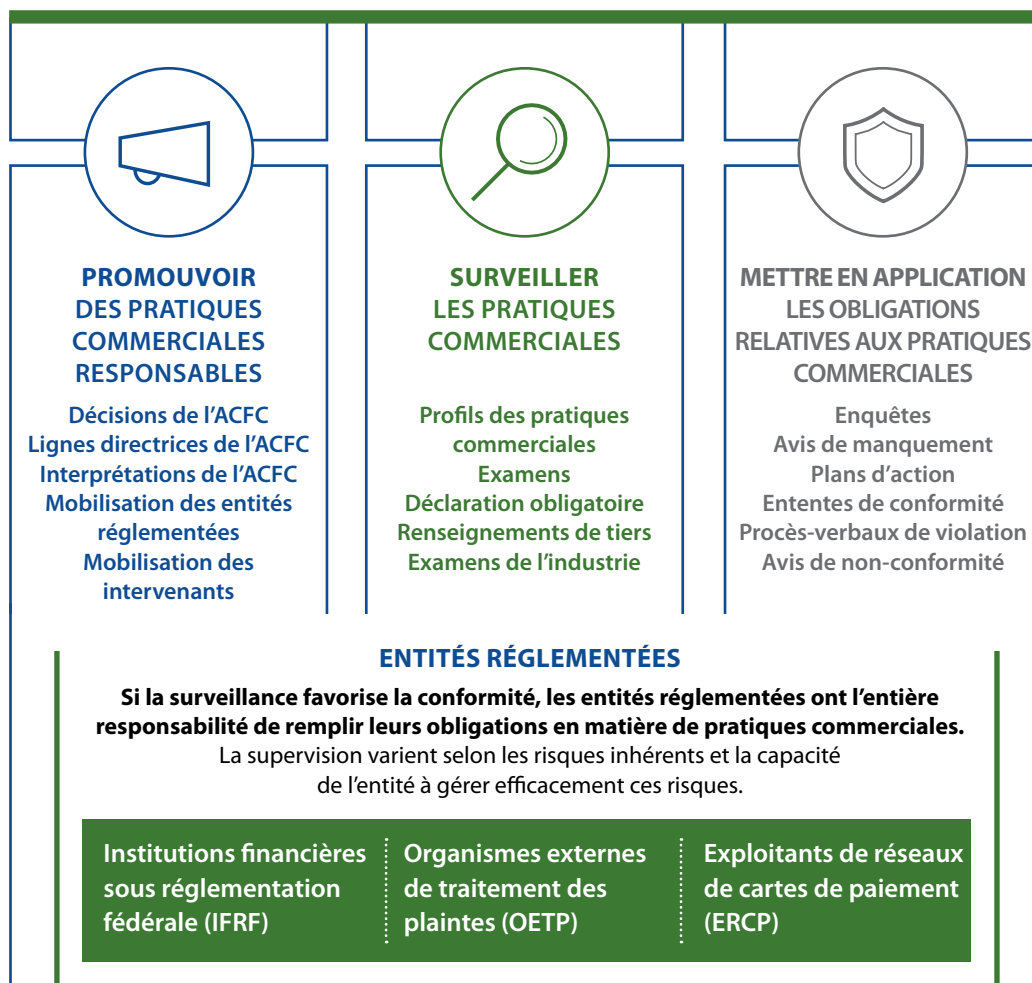 PROMOUVOIR
DES PRATIQUES
COMMERCIALES
RESPONSABLES
Décisions de l’ACFC
Lignes directrices de l’ACFC
Interprétations de l’ACFC
Mobilisation des entités
réglementées
Mobilisation des
intervenants
SURVEILLER
LES PRATIQUES
COMMERCIALES
Profils des pratiques
commerciales
Examens
Déclaration obligatoire
Renseignements de tiers
Examens de l’industrie
METTRE EN APPLICATION
LES OBLIGATIONS
RELATIVES AUX PRATIQUES
COMMERCIALES
Enquêtes
Avis de manquement
Plans d’action
Ententes de conformité
Procès-verbaux de violation
Avis de non-conformité
ENTITÉS RÉGLEMENTÉES
Si la surveillance favorise la conformité, les entités réglementées ont l’entière
responsabilité de remplir leurs obligations en matière de pratiques commerciales.
La supervision varient selon les risques inhérents et la capacité
de l’entité à gérer efficacement ces risques.
Institutions financières
sous réglementation
fédérale (IFRF)
Organismes externes
de traitement des
plaintes (OETP)
Exploitants de réseaux
de cartes de paiement
(ERCP)